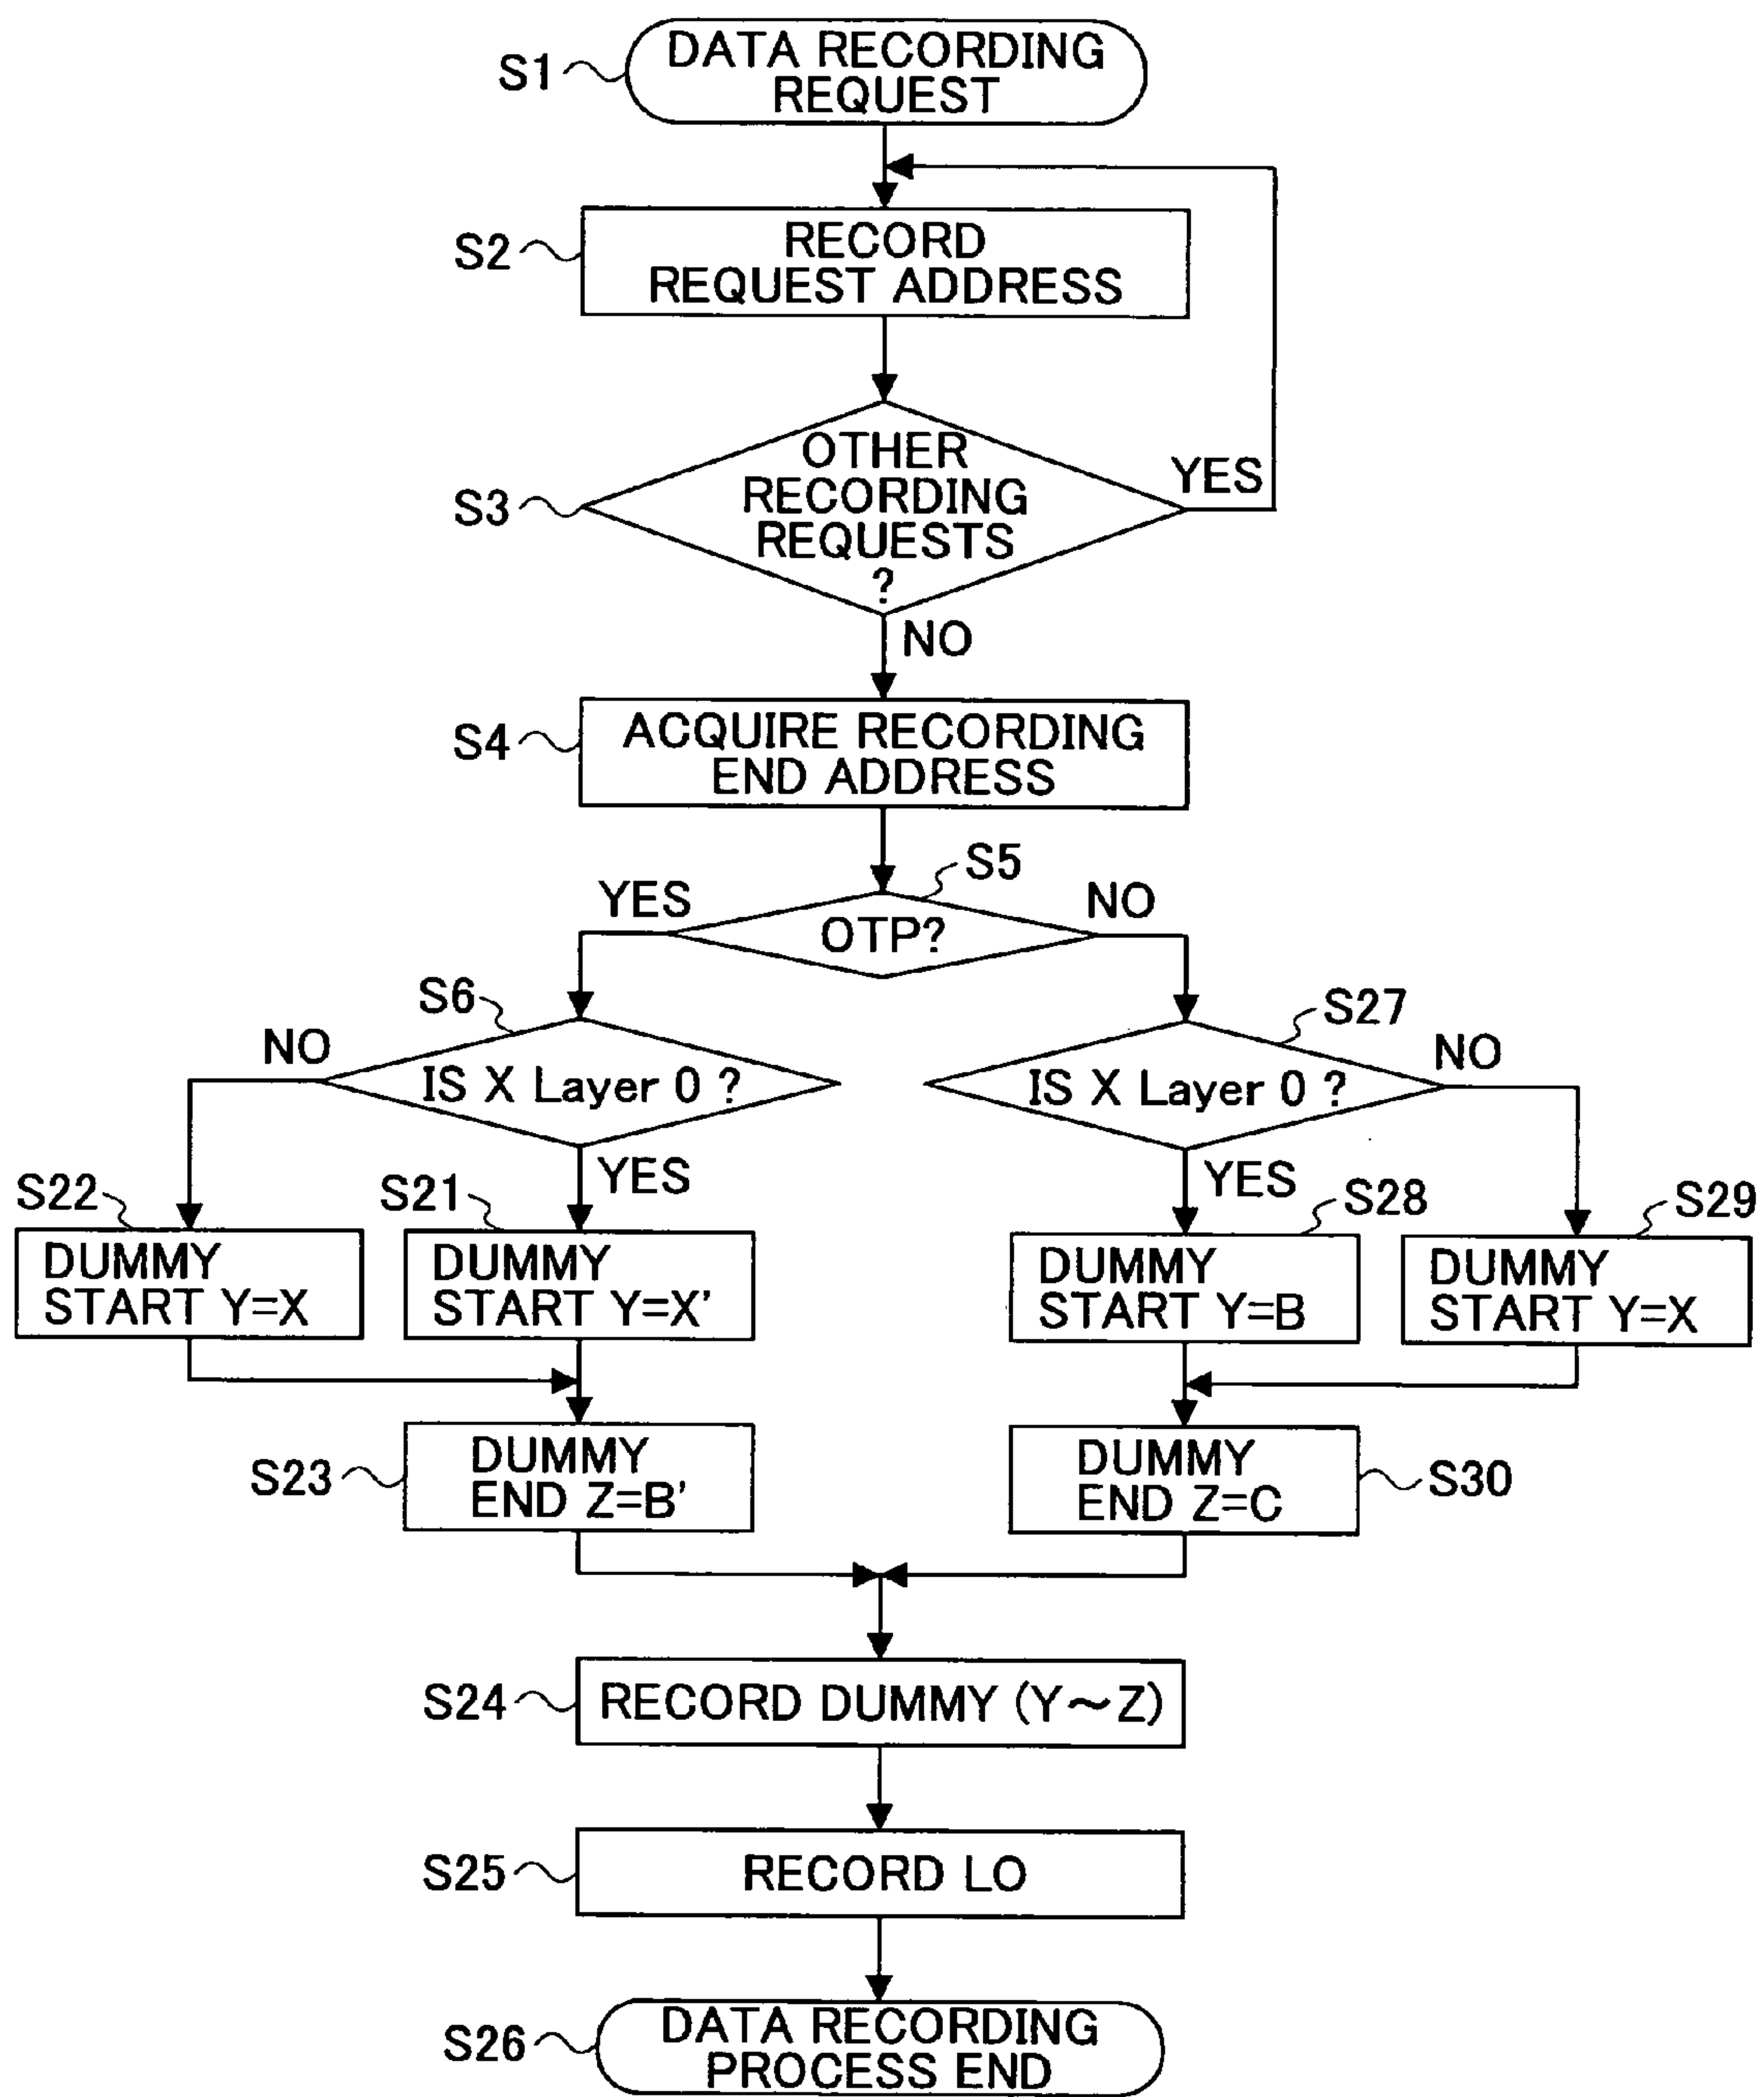 S1
DATA RECORDING
REQUEST
S2
RECORD
REQUEST ADDRESS
S3
OTHER
RECORDING
REQUESTS
?
YES
NO
S4
ACQUIRE RECORDING
END ADDRESS
S5
YES
OTP?
NO
S6
NO
IS X Layer 0 ?
YES
S27
IS X Layer 0 ?
NO
YES
S22
DUMMY
START Y=X
S21
DUMMY
START Y=X'
S28
DUMMY
START Y=B
S29
DUMMY
START Y=X
S23
DUMMY
END Z=B'
DUMMY
END Z=C
S30
S24
RECORD DUMMY (Y～Z)
S25
RECORD LO
S26
DATA RECORDING
PROCESS END